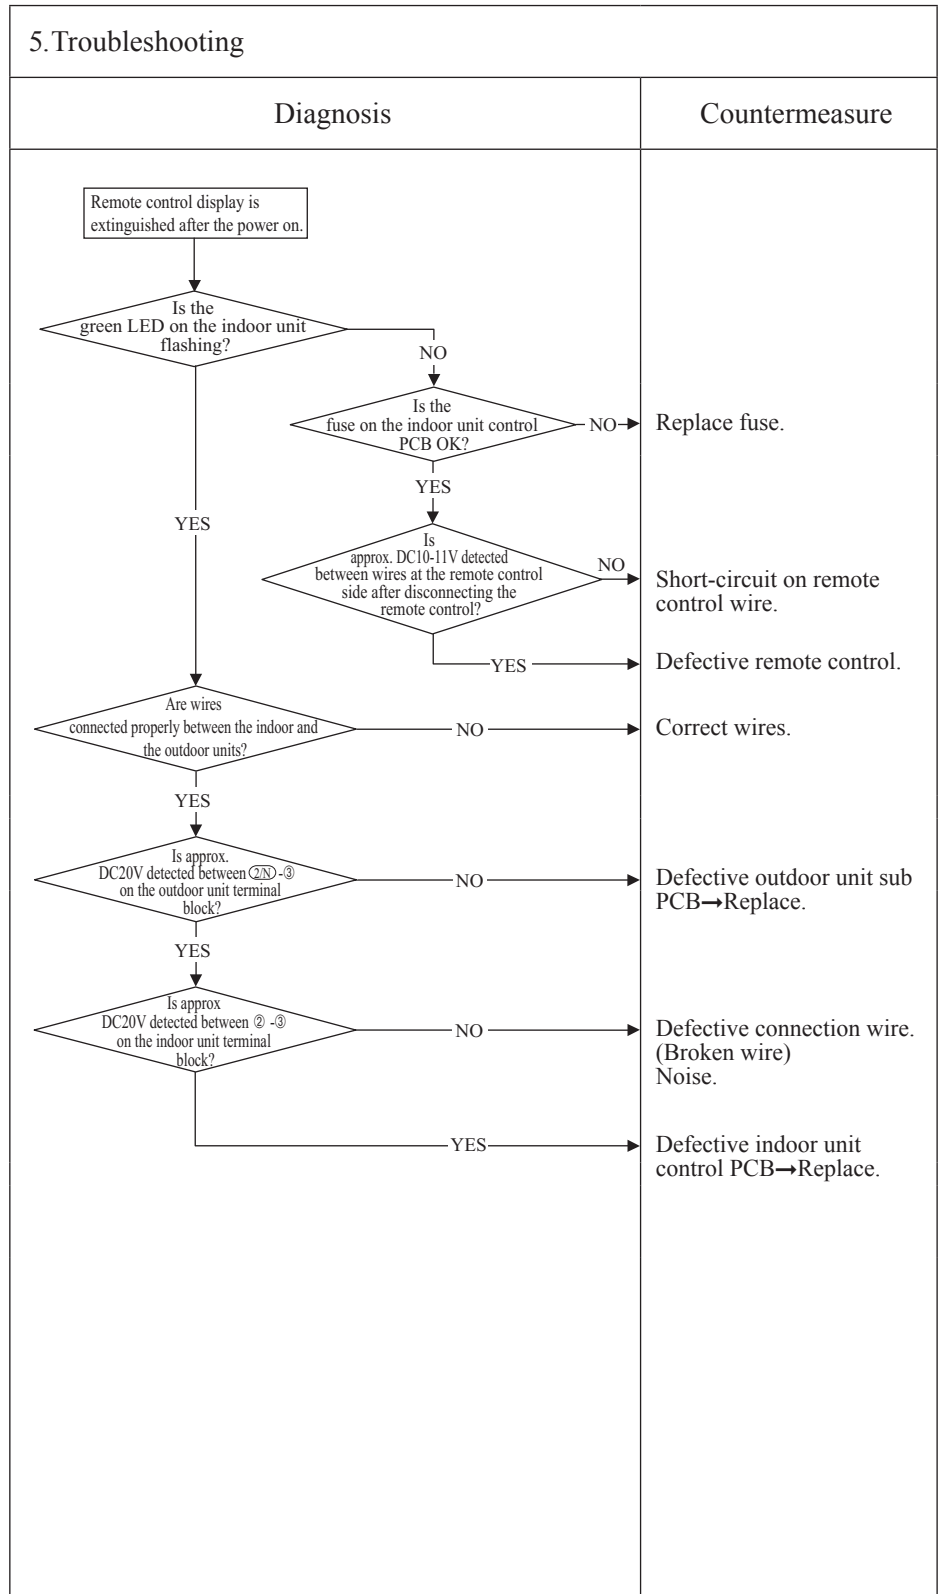 5.Troubleshooting
Diagnosis
Countermeasure
Remote control display is
extinguished after the power on.
Is the
green LED on the indoor unit
flashing?
NO
Is the
fuse on the indoor unit control
PCB OK?
NO
Replace fuse.
YES
YES
Is
approx. DC10-11V detected
between wires at the remote control
side after disconnecting the
remote control?
NO
Short-circuit on remote
control wire.
YES
Defective remote control.
Are wires
connected properly between the indoor and
the outdoor units?
NO
Correct wires.
YES
Is approx.
DC20V detected between 2/N -③
on the outdoor unit terminal
block?
NO
Defective outdoor unit sub
PCB→Replace.
YES
Is approx
DC20V detected between ② -③
on the indoor unit terminal
block?
NO
Defective connection wire.
(Broken wire)
Noise.
YES
Defective indoor unit
control PCB→Replace.